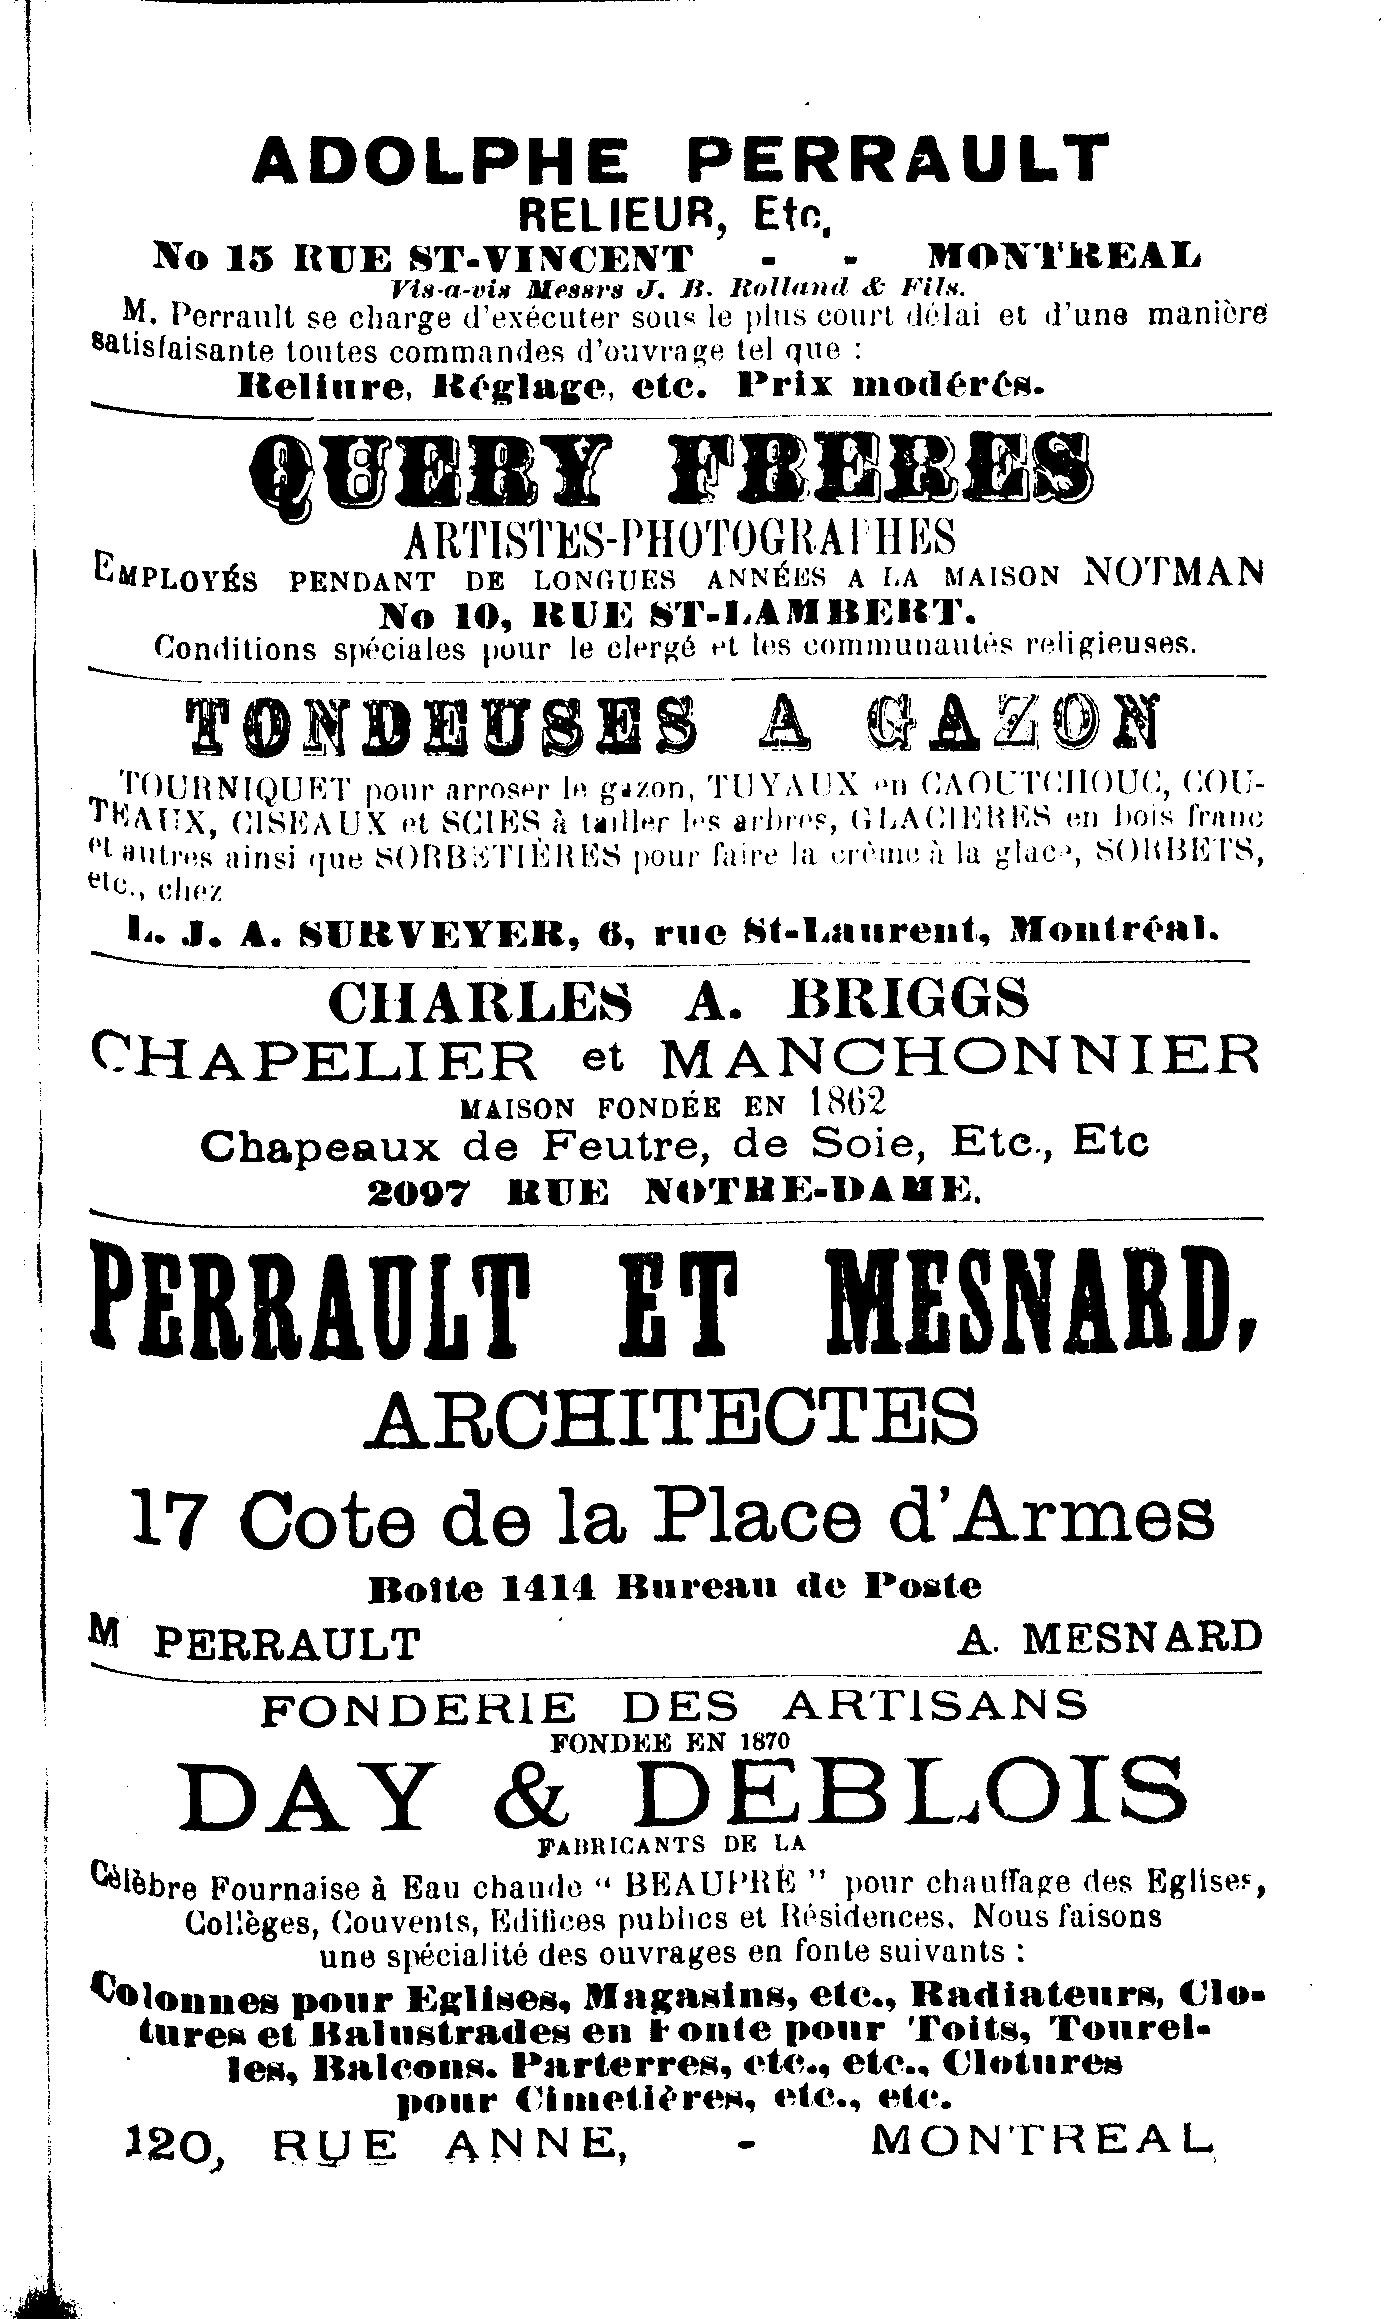 ADOLPHE PERRAULT
RELIEUR, Etc.
No 15 RUE ST-VINCENT - - MONTREAL
Vis-a-vis Messrs J. B. Rolland & Fils.
M. Perrault se charge d'exécuter sous le plus court délai et d'une manière
satisfaisante toutes commandes d'ouvrage tel que :
Reliure, Réglage, etc. Prix modérés.
QUERY FRERES
ARTISTES-PHOTOGRAPHES
EMPLOYÉS PENDANT DE LONGUES ANNÉES A LA MAISON NOTMAN
No 10, RUE ST-LAMBERT.
Conditions spéciales pour le clergé et les communautés religieuses.
TONDEUSES A GAZON
TOURNIQUET pour arroser le gazon, TUYAUX en CAOUTCHOUC, COU-
TEAUX, CISEAUX et SCIES à tailler les arbres, GLACIERES en bois franc
et autres ainsi que SORBETIÈRES pour faire la crème à la glace, SORBETS,
etc., chez
L. J. A. SURVEYER, 6, rue St-Laurent, Montréal.
CHARLES A. BRIGGS
CHAPELIER et MANCHONNIER
MAISON FONDÉE EN 1862
Chapeaux de Feutre, de Soie, Etc., Etc
2097 RUE NOTRE-DAME.
PERRAULT ET MESNARD,
ARCHITECTES
17 Cote de la Place d'Armes
Boite 1414 Bureau de Poste
M PERRAULT A. MESNARD
FONDERIE DES ARTISANS
FONDEE EN 1870
DAY & DEBLOIS
FABRICANTS DE LA
Célèbre Fournaise à Eau chaude “ BEAUPRÉ ” pour chauffage des Eglises,
Collèges, Couvents, Edifices publics et Résidences. Nous faisons
une spécialité des ouvrages en fonte suivants :
Colonnes pour Eglises, Magasins, etc., Radiateurs, Clo-
tures et Balustrades en Fonte pour Toits, Tourel-
les, Balcons. Parterres, etc., etc., Clotures
pour Cimetières, etc., etc.
120, RUE ANNE, - MONTREAL